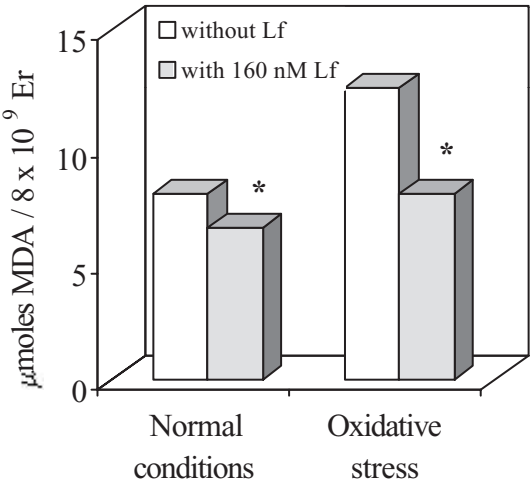 15
10
5
0
μmoles MDA / 8 x 10 9 Er
without Lf
with 160 nM Lf
*
*
Normal
conditions
Oxidative
stress